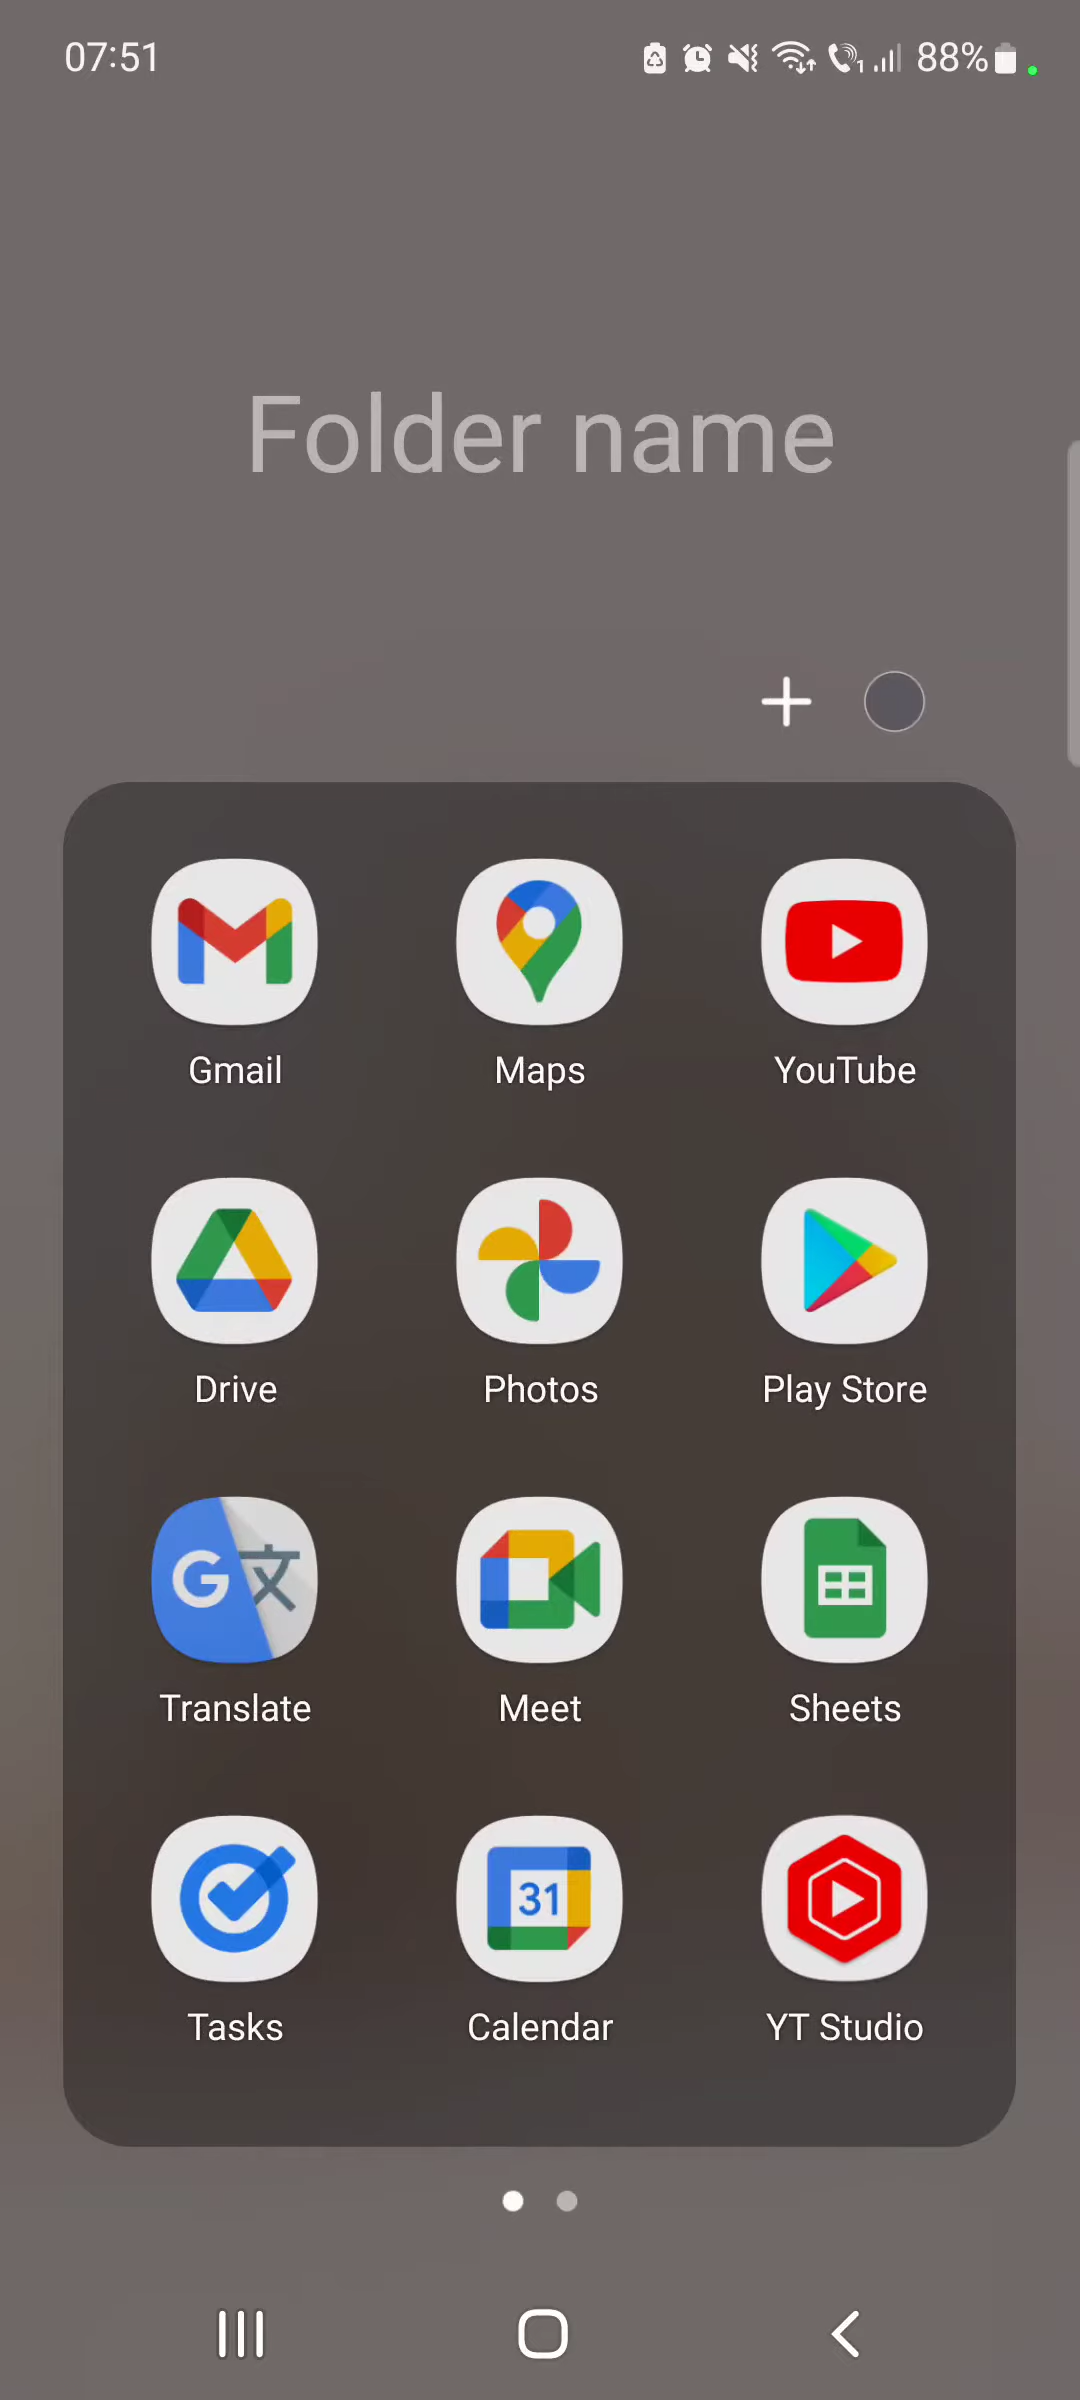 07:51 88%
Folder name
Gmail Maps YouTube
Drive Photos Play Store
G 文
Translate Meet Sheets
31
Tasks Calendar YT Studio